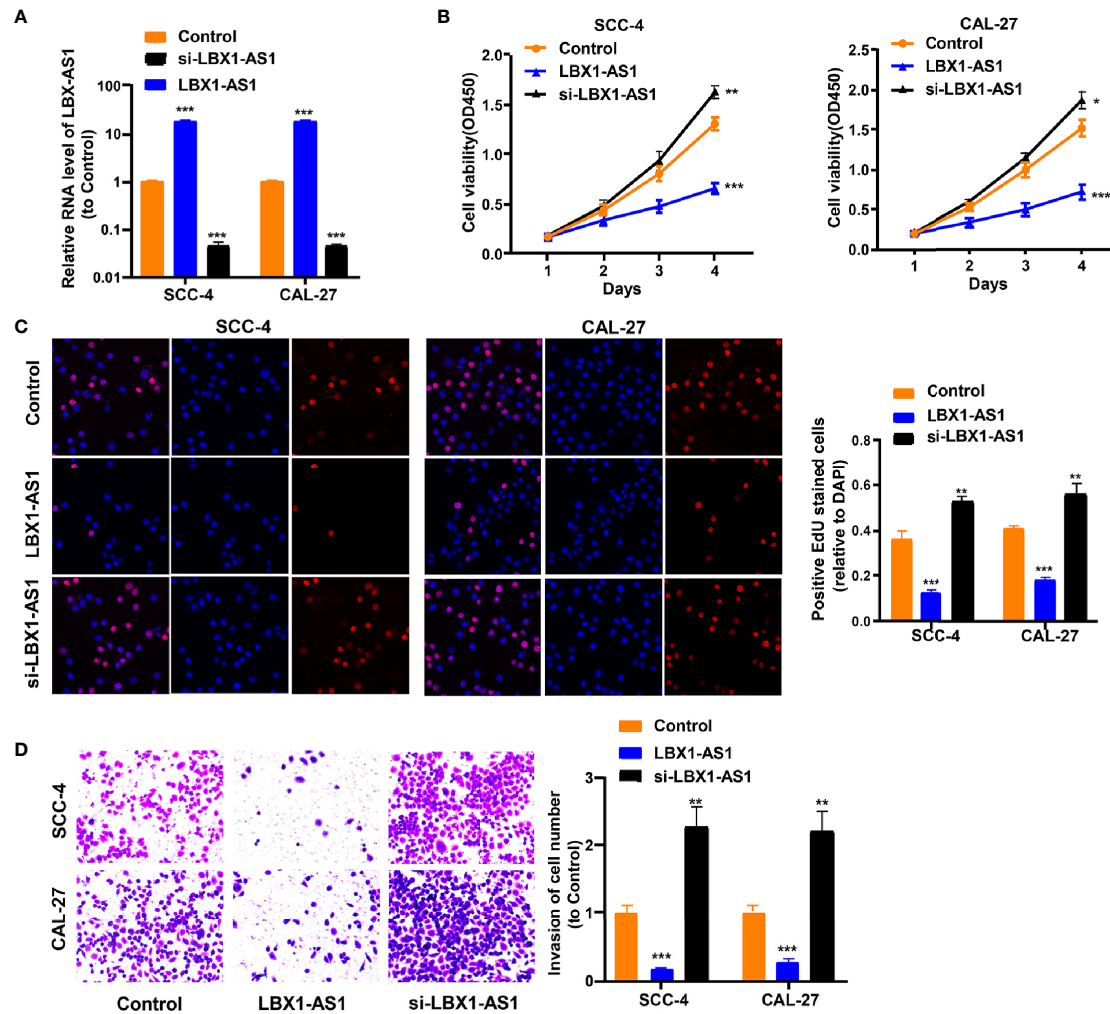 A
Control
si-LBX1-AS1
LBX1-AS1
Relative RNA level of LBX-AS1
(to Control)
100
10
1
0.1
0.01
***
***
***
***
SCC-4
CAL-27
B
SCC-4
Control
LBX1-AS1
si-LBX1-AS1
Cell viability(OD450)
2.0
1.5
1.0
0.5
0.0
**
***
1 2 3 4
Days
CAL-27
Control
LBX1-AS1
si-LBX1-AS1
Cell viability(OD450)
2.5
2.0
1.5
1.0
0.5
0.0
*
***
1 2 3 4
Days
C
SCC-4
CAL-27
Control
LBX1-AS1
si-LBX1-AS1
Control
LBX1-AS1
si-LBX1-AS1
Positive EdU stained cells
(relative to DAPI)
0.8
0.6
0.4
0.2
0.0
***
**
***
**
SCC-4
CAL-27
D
SCC-4
CAL-27
Control
LBX1-AS1
si-LBX1-AS1
Control
LBX1-AS1
si-LBX1-AS1
Invasion of cell number
(to Control)
3
2
1
0
***
**
***
**
SCC-4
CAL-27